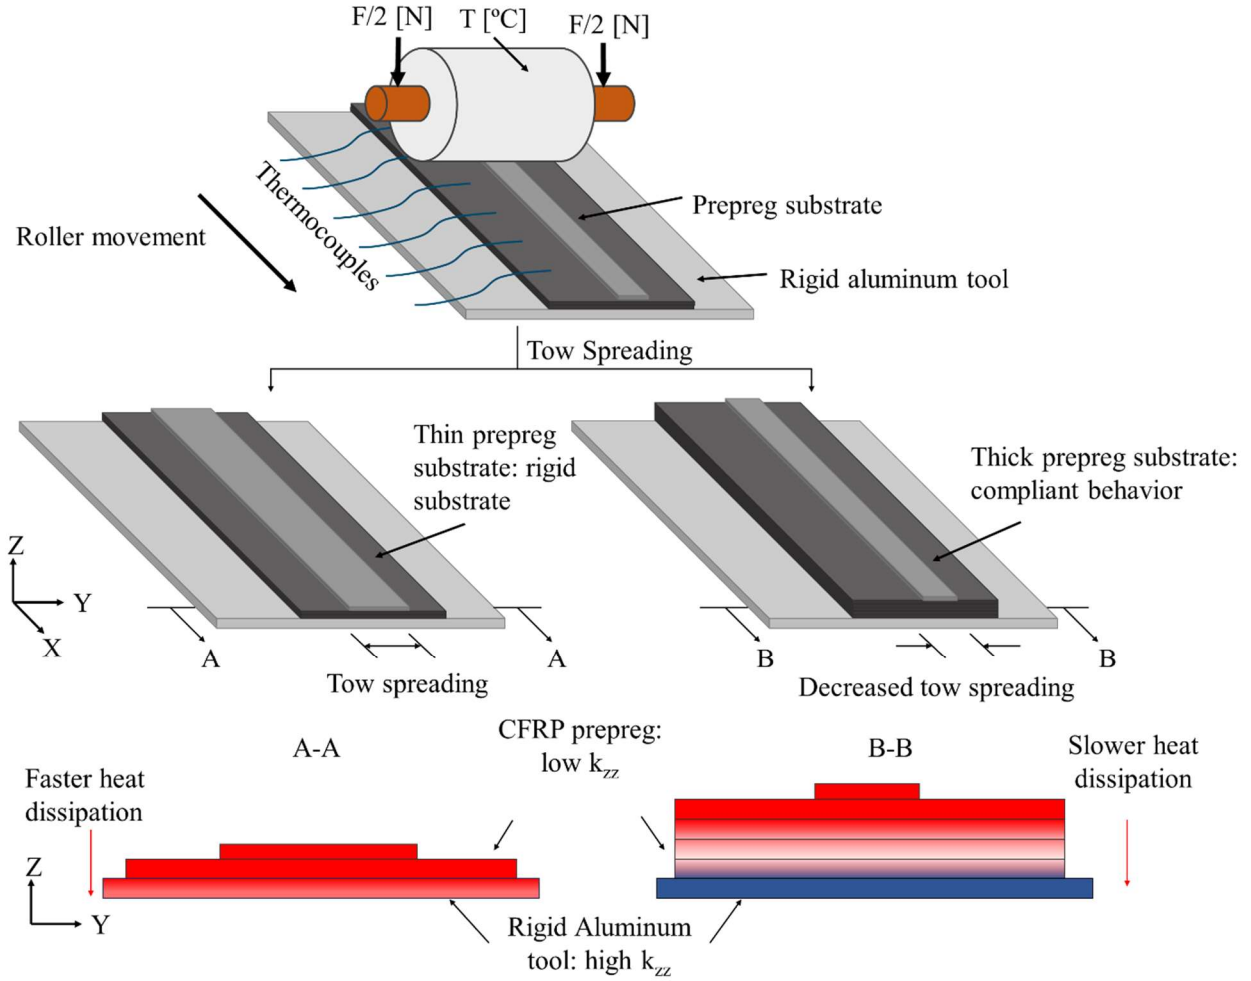 F/2 [N]
T [ºC]
F/2 [N]
Thermocouples
Roller movement
Prepreg substrate
Rigid aluminum tool
Tow Spreading
Thin prepreg
substrate: rigid
substrate
Thick prepreg substrate:
compliant behavior
Z
Y
X
A
A
B
B
Tow spreading
Decreased tow spreading
A-A
CFRP prepreg:
low kzz
B-B
Slower heat
dissipation
Faster heat
dissipation
Z
Y
Rigid Aluminum
tool: high kzz